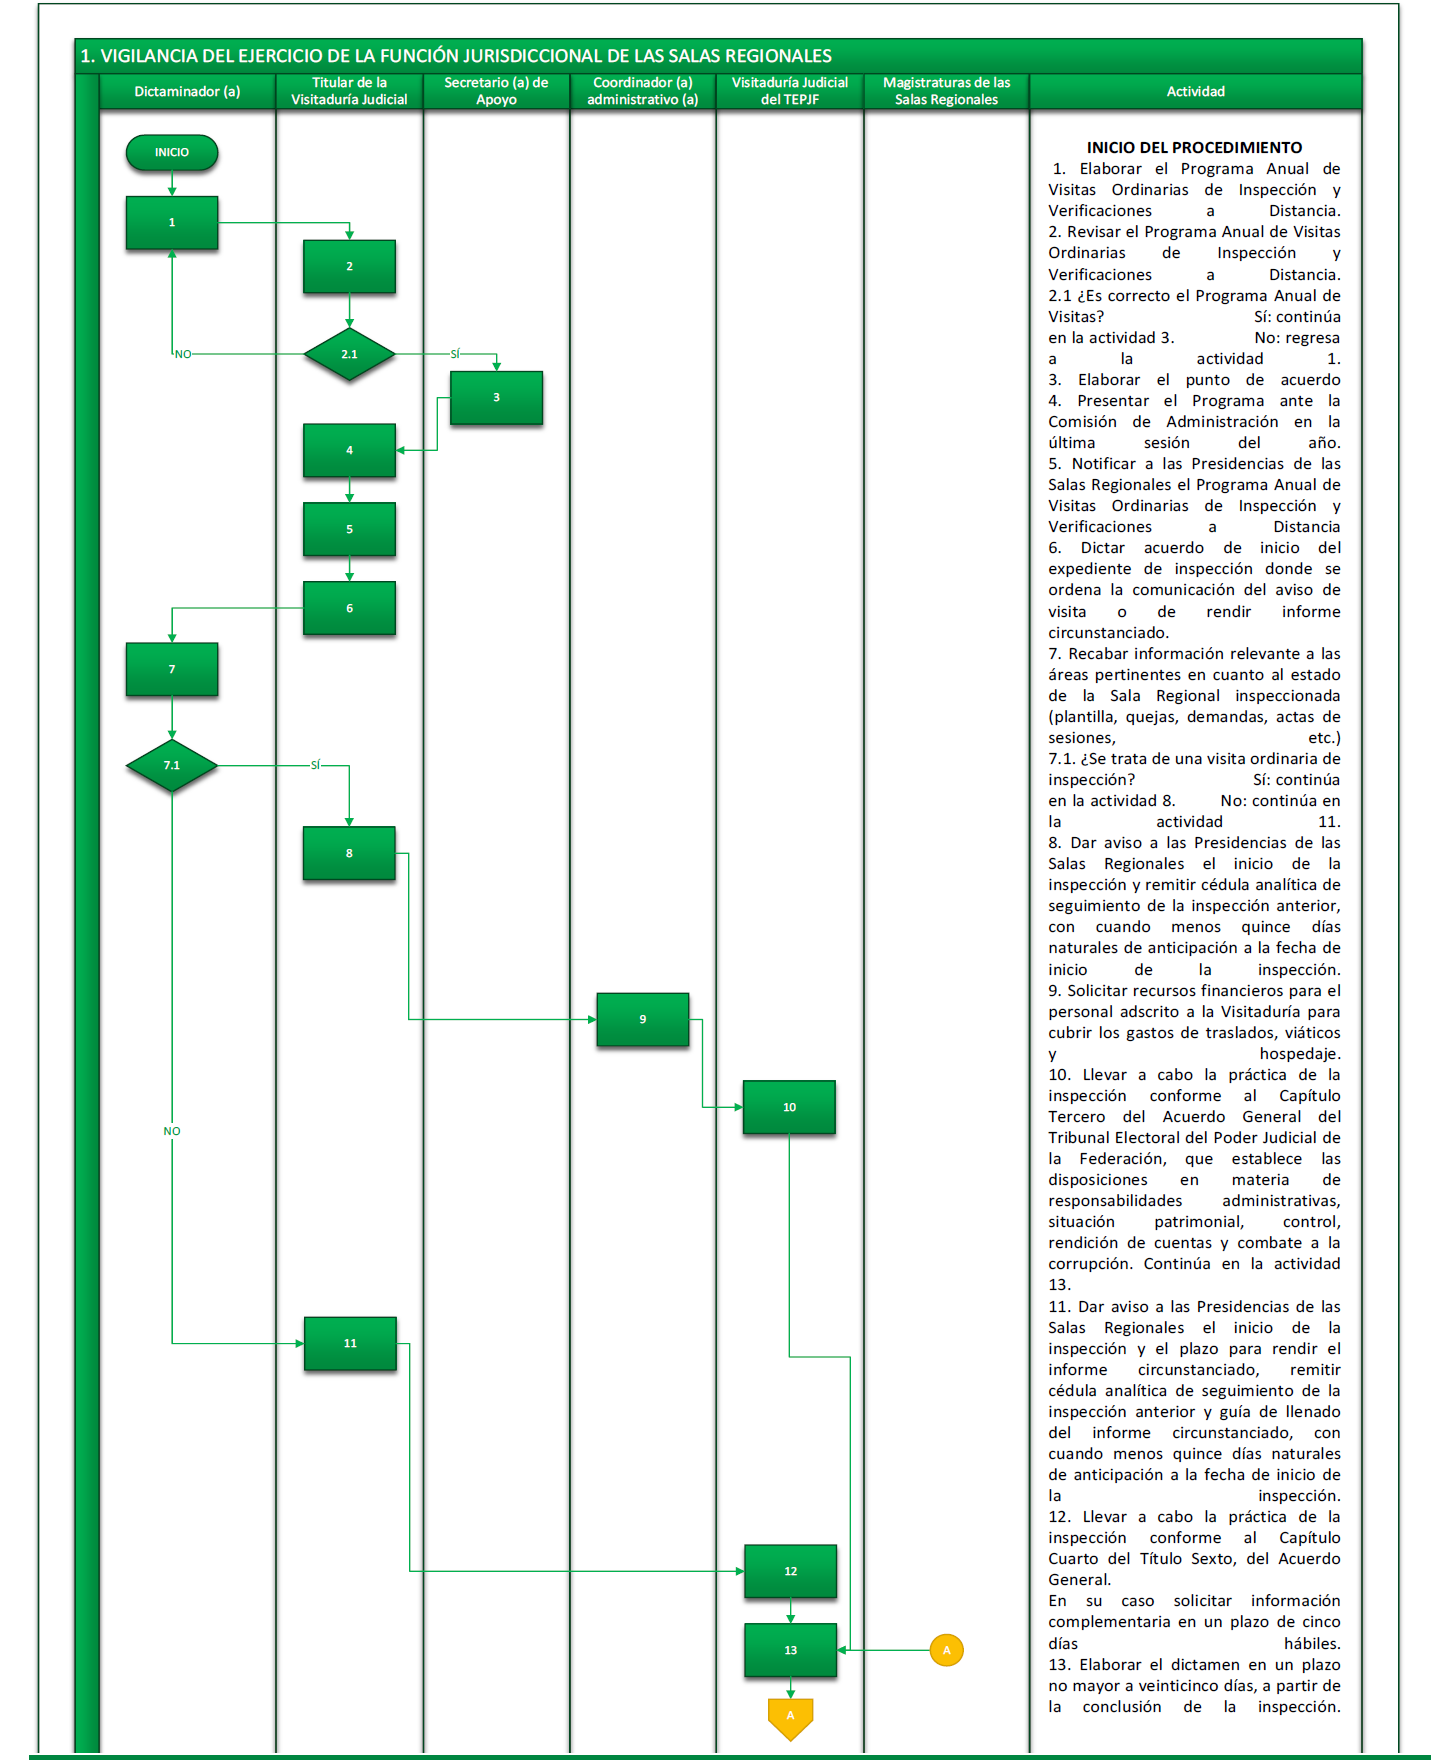 1. VIGILANCIA DEL EJERCICIO DE LA FUNCIÓN JURISDICCIONAL DE LAS SALAS REGIONALES
Dictaminador (a)
Titular de la
Visitaduría Judicial
Secretario (a) de
Apoyo
Coordinador (a)
administrativo (a)
Visitaduría Judicial
del TEPJF
Magistraturas de las
Salas Regionales
Actividad
INICIO
1
2
2.1
NO
SÍ
3
4
5
6
7
7.1
SÍ
8
9
10
NO
11
12
13
A
A
INICIO DEL PROCEDIMIENTO
1. Elaborar el Programa Anual de
Visitas Ordinarias de Inspección y
Verificaciones a Distancia.
2. Revisar el Programa Anual de Visitas
Ordinarias de Inspección y
Verificaciones a Distancia.
2.1 ¿Es correcto el Programa Anual de
Visitas? Sí: continúa
en la actividad 3. No: regresa
a la actividad 1.
3. Elaborar el punto de acuerdo
4. Presentar el Programa ante la
Comisión de Administración en la
última sesión del año.
5. Notificar a las Presidencias de las
Salas Regionales el Programa Anual de
Visitas Ordinarias de Inspección y
Verificaciones a Distancia
6. Dictar acuerdo de inicio del
expediente de inspección donde se
ordena la comunicación del aviso de
visita o de rendir informe
circunstanciado.
7. Recabar información relevante a las
áreas pertinentes en cuanto al estado
de la Sala Regional inspeccionada
(plantilla, quejas, demandas, actas de
sesiones, etc.)
7.1. ¿Se trata de una visita ordinaria de
inspección? Sí: continúa
en la actividad 8. No: continúa en
la actividad 11.
8. Dar aviso a las Presidencias de las
Salas Regionales el inicio de la
inspección y remitir cédula analítica de
seguimiento de la inspección anterior,
con cuando menos quince días
naturales de anticipación a la fecha de
inicio de la inspección.
9. Solicitar recursos financieros para el
personal adscrito a la Visitaduría para
cubrir los gastos de traslados, viáticos
y hospedaje.
10. Llevar a cabo la práctica de la
inspección conforme al Capítulo
Tercero del Acuerdo General del
Tribunal Electoral del Poder Judicial de
la Federación, que establece las
disposiciones en materia de
responsabilidades administrativas,
situación patrimonial, control,
rendición de cuentas y combate a la
corrupción. Continúa en la actividad
13.
11. Dar aviso a las Presidencias de las
Salas Regionales el inicio de la
inspección y el plazo para rendir el
informe circunstanciado, remitir
cédula analítica de seguimiento de la
inspección anterior y guía de llenado
del informe circunstanciado, con
cuando menos quince días naturales
de anticipación a la fecha de inicio de
la inspección.
12. Llevar a cabo la práctica de la
inspección conforme al Capítulo
Cuarto del Título Sexto, del Acuerdo
General.
En su caso solicitar información
complementaria en un plazo de cinco
días hábiles.
13. Elaborar el dictamen en un plazo
no mayor a veinticinco días, a partir de
la conclusión de la inspección.